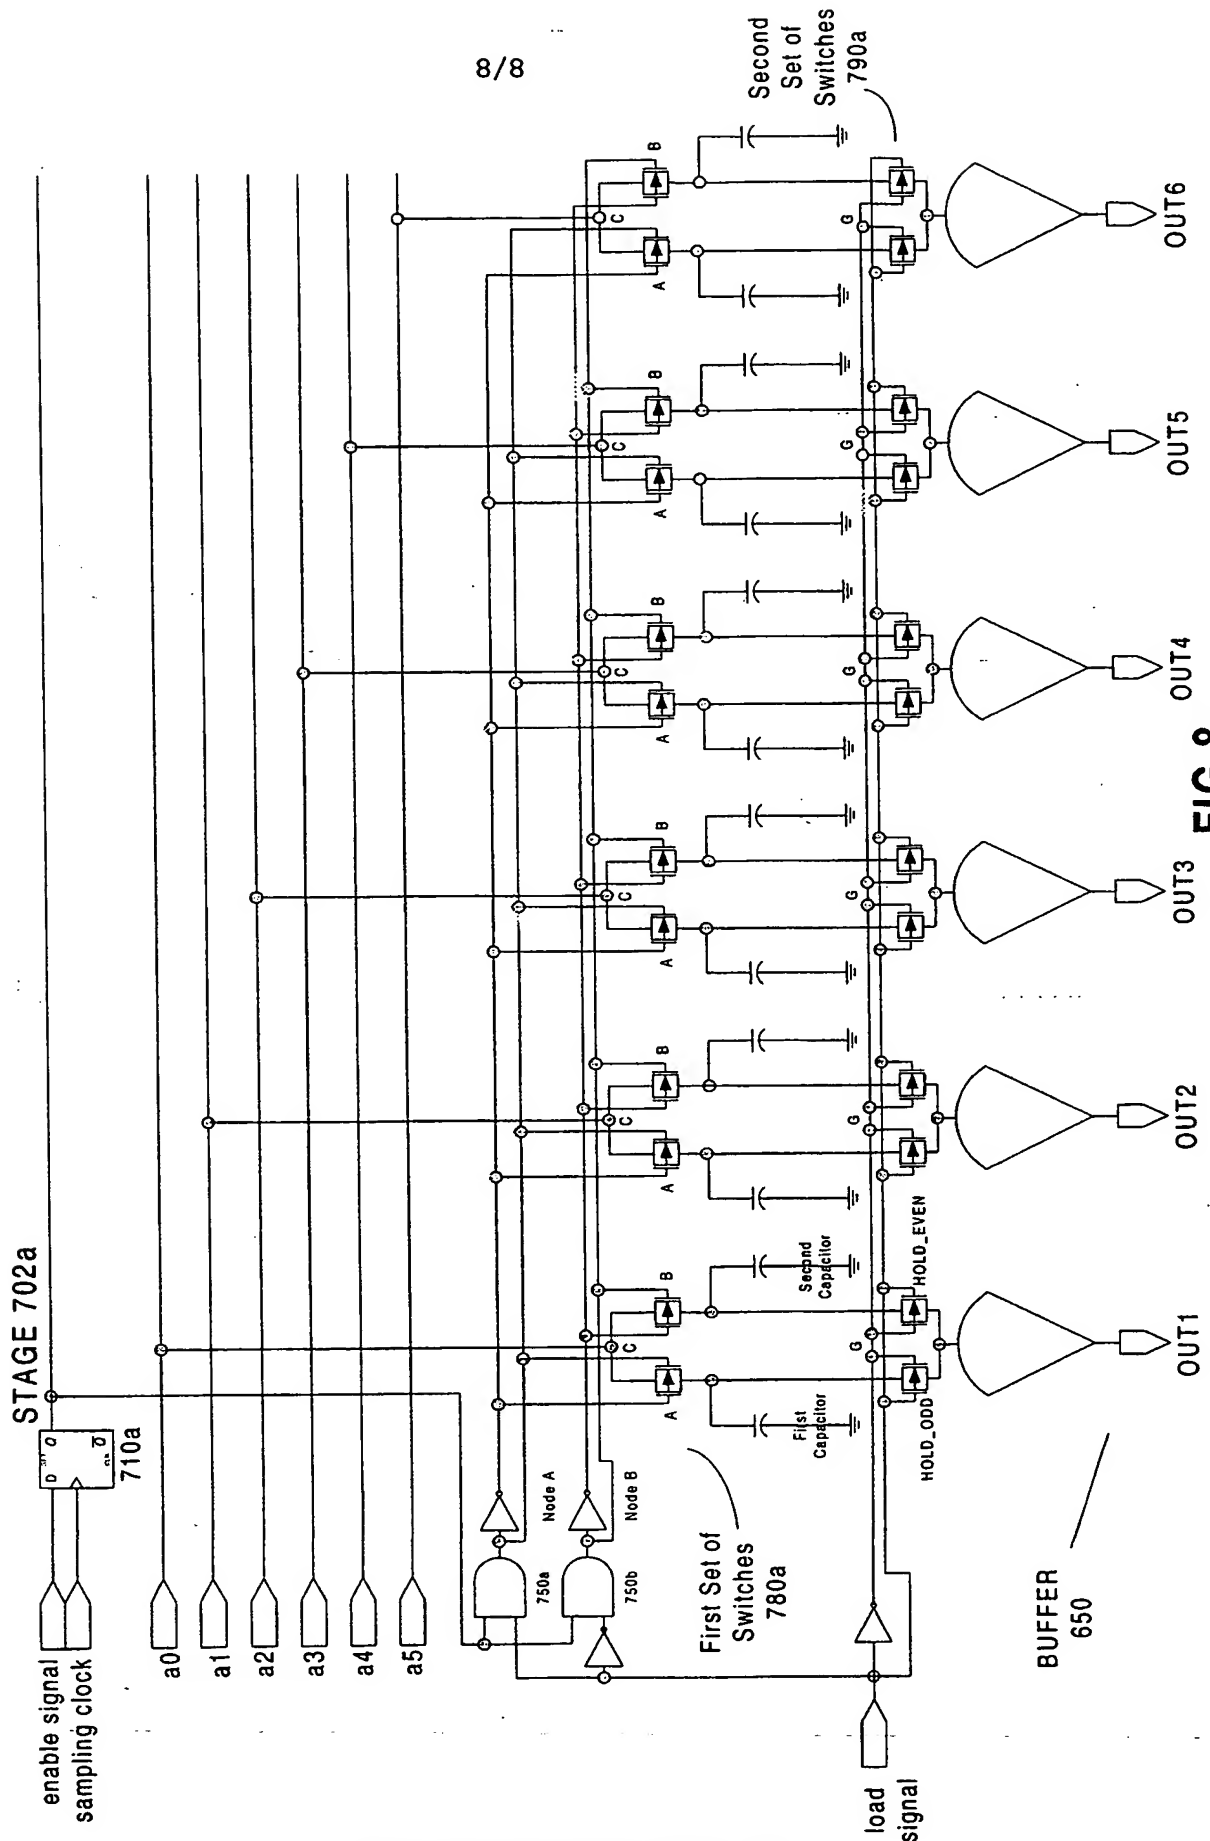 8/8
STAGE 702a
enable signal
sampling clock
D
Q
Q
710a
a0
a1
a2
a3
a4
a5
750a
Node A
750b
Node B
First Set of
Switches
780a
Second
Set of
Switches
790a
A
C
B
A
C
B
A
C
B
A
C
B
A
C
B
A
C
B
First
Capacitor
Second
Capacitor
G
G
G
G
G
G
HOLD_ODD
HOLD_EVEN
load
signal
BUFFER
650
OUT1
OUT2
OUT3
OUT4
OUT5
OUT6